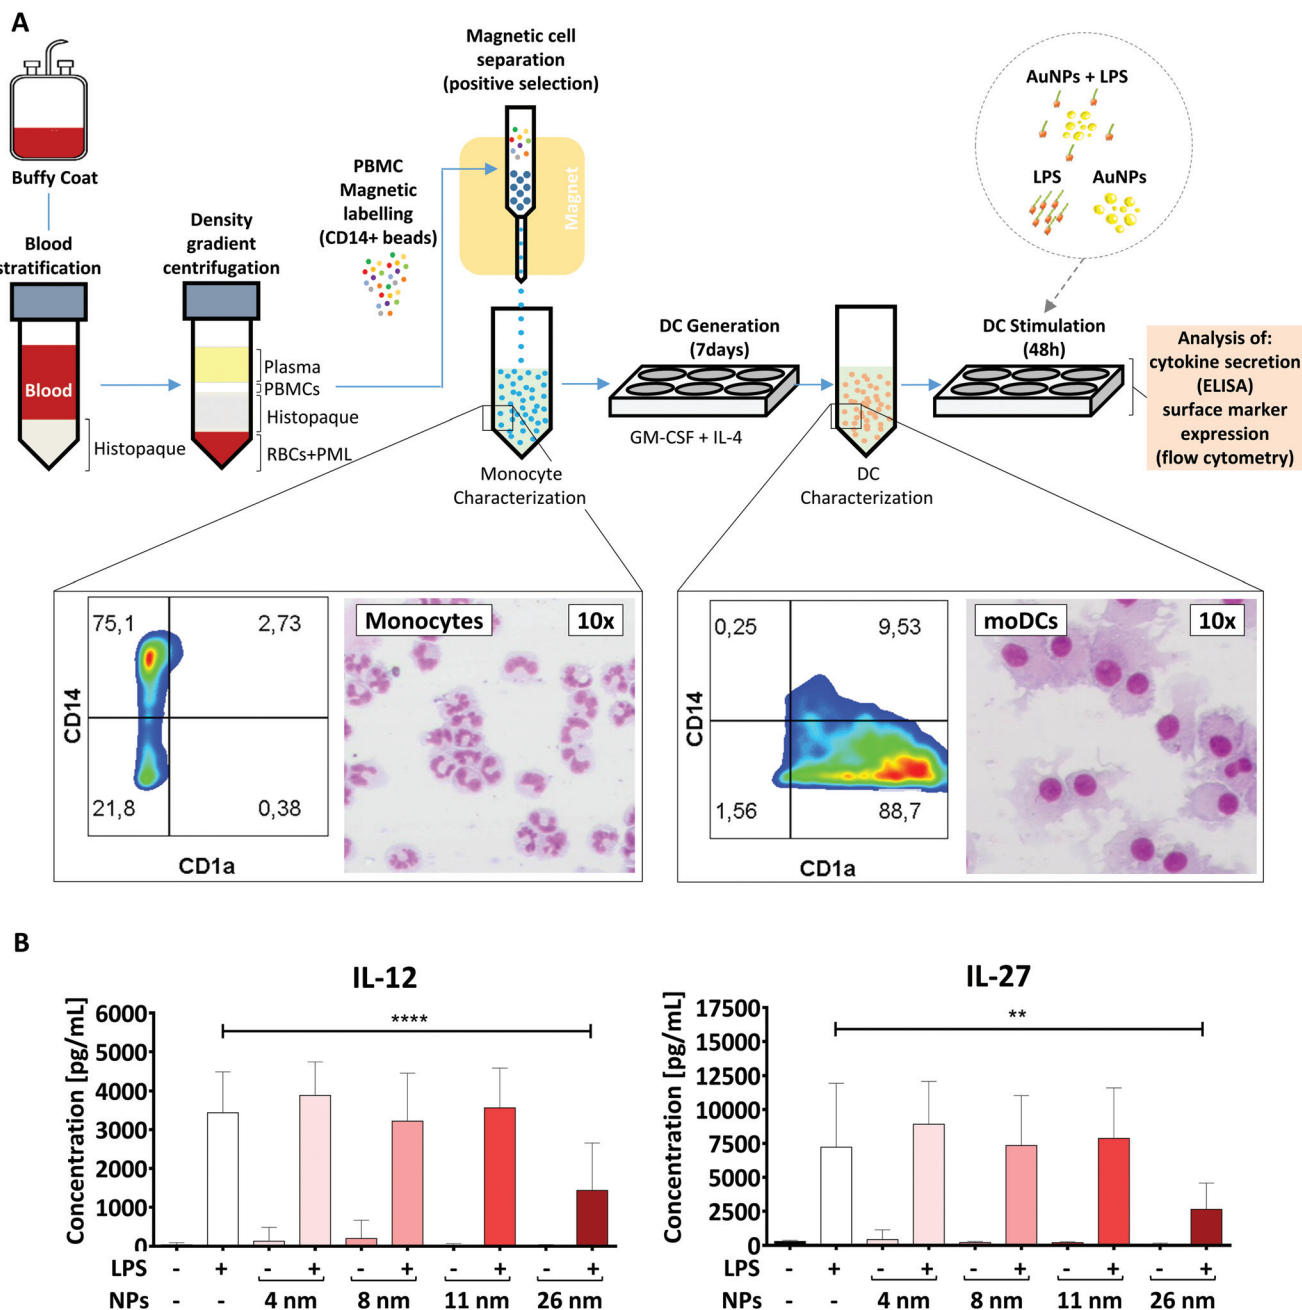 A
Buffy Coat
Blood
stratification
Blood
Histopaque
Density
gradient
centrifugation
Plasma
PBMCs
Histopaque
RBCs+PML
PBMC
Magnetic
labelling
(CD14+ beads)
Magnetic cell
separation
(positive selection)
Magnet
Monocyte
Characterization
DC Generation
(7days)
GM-CSF + IL-4
DC
Characterization
AuNPs + LPS
LPS
AuNPs
DC Stimulation
(48h)
Analysis of:
cytokine secretion
(ELISA)
surface marker
expression
(flow cytometry)
75,1
2,73
21,8
0,38
CD14
CD1a
Monocytes
10x
0,25
9,53
1,56
88,7
CD14
CD1a
moDCs
10x
B
IL-12
Concentration [pg/mL]
6000
5000
4000
3000
2000
1000
0
****
LPS - + - + - + - + - +
NPs - - 4 nm 8 nm 11 nm 26 nm
IL-27
Concentration [pg/mL]
17500
15000
12500
10000
7500
5000
2500
0
**
LPS - + - + - + - + - +
NPs - - 4 nm 8 nm 11 nm 26 nm